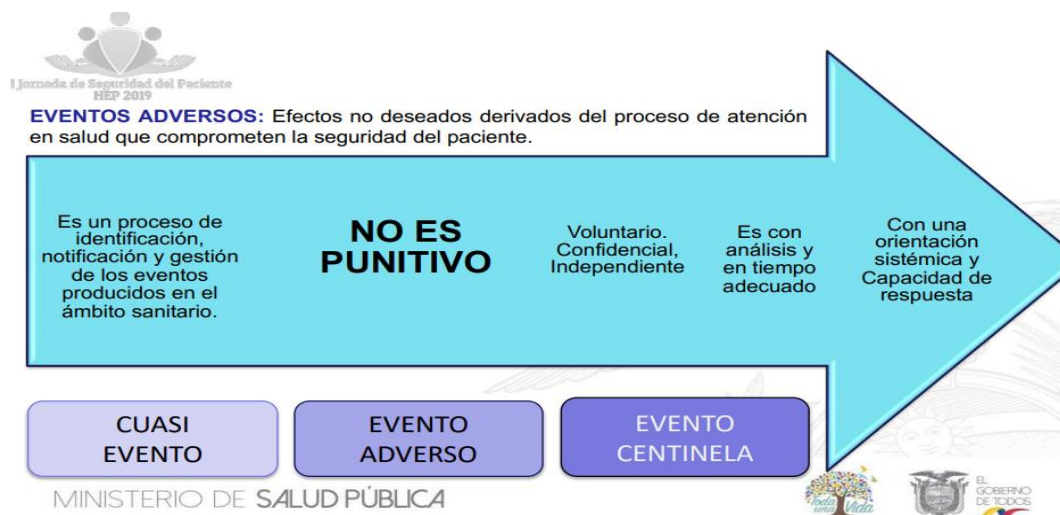 I Jornada de Seguridad del Paciente
HEP 2019
EVENTOS ADVERSOS: Efectos no deseados derivados del proceso de atención
en salud que comprometen la seguridad del paciente.
Es un proceso de
identificación,
notificación y gestión
de los eventos
producidos en el
ámbito sanitario.
NO ES
PUNITIVO
Voluntario.
Confidencial,
Independiente
Es con
análisis y
en tiempo
adecuado
Con una
orientación
sistémica y
Capacidad de
respuesta
CUASI
EVENTO
EVENTO
ADVERSO
EVENTO
CENTINELA
MINISTERIO DE SALUD PÚBLICA
Toda
una Vida
EL
GOBIERNO
DE TODOS